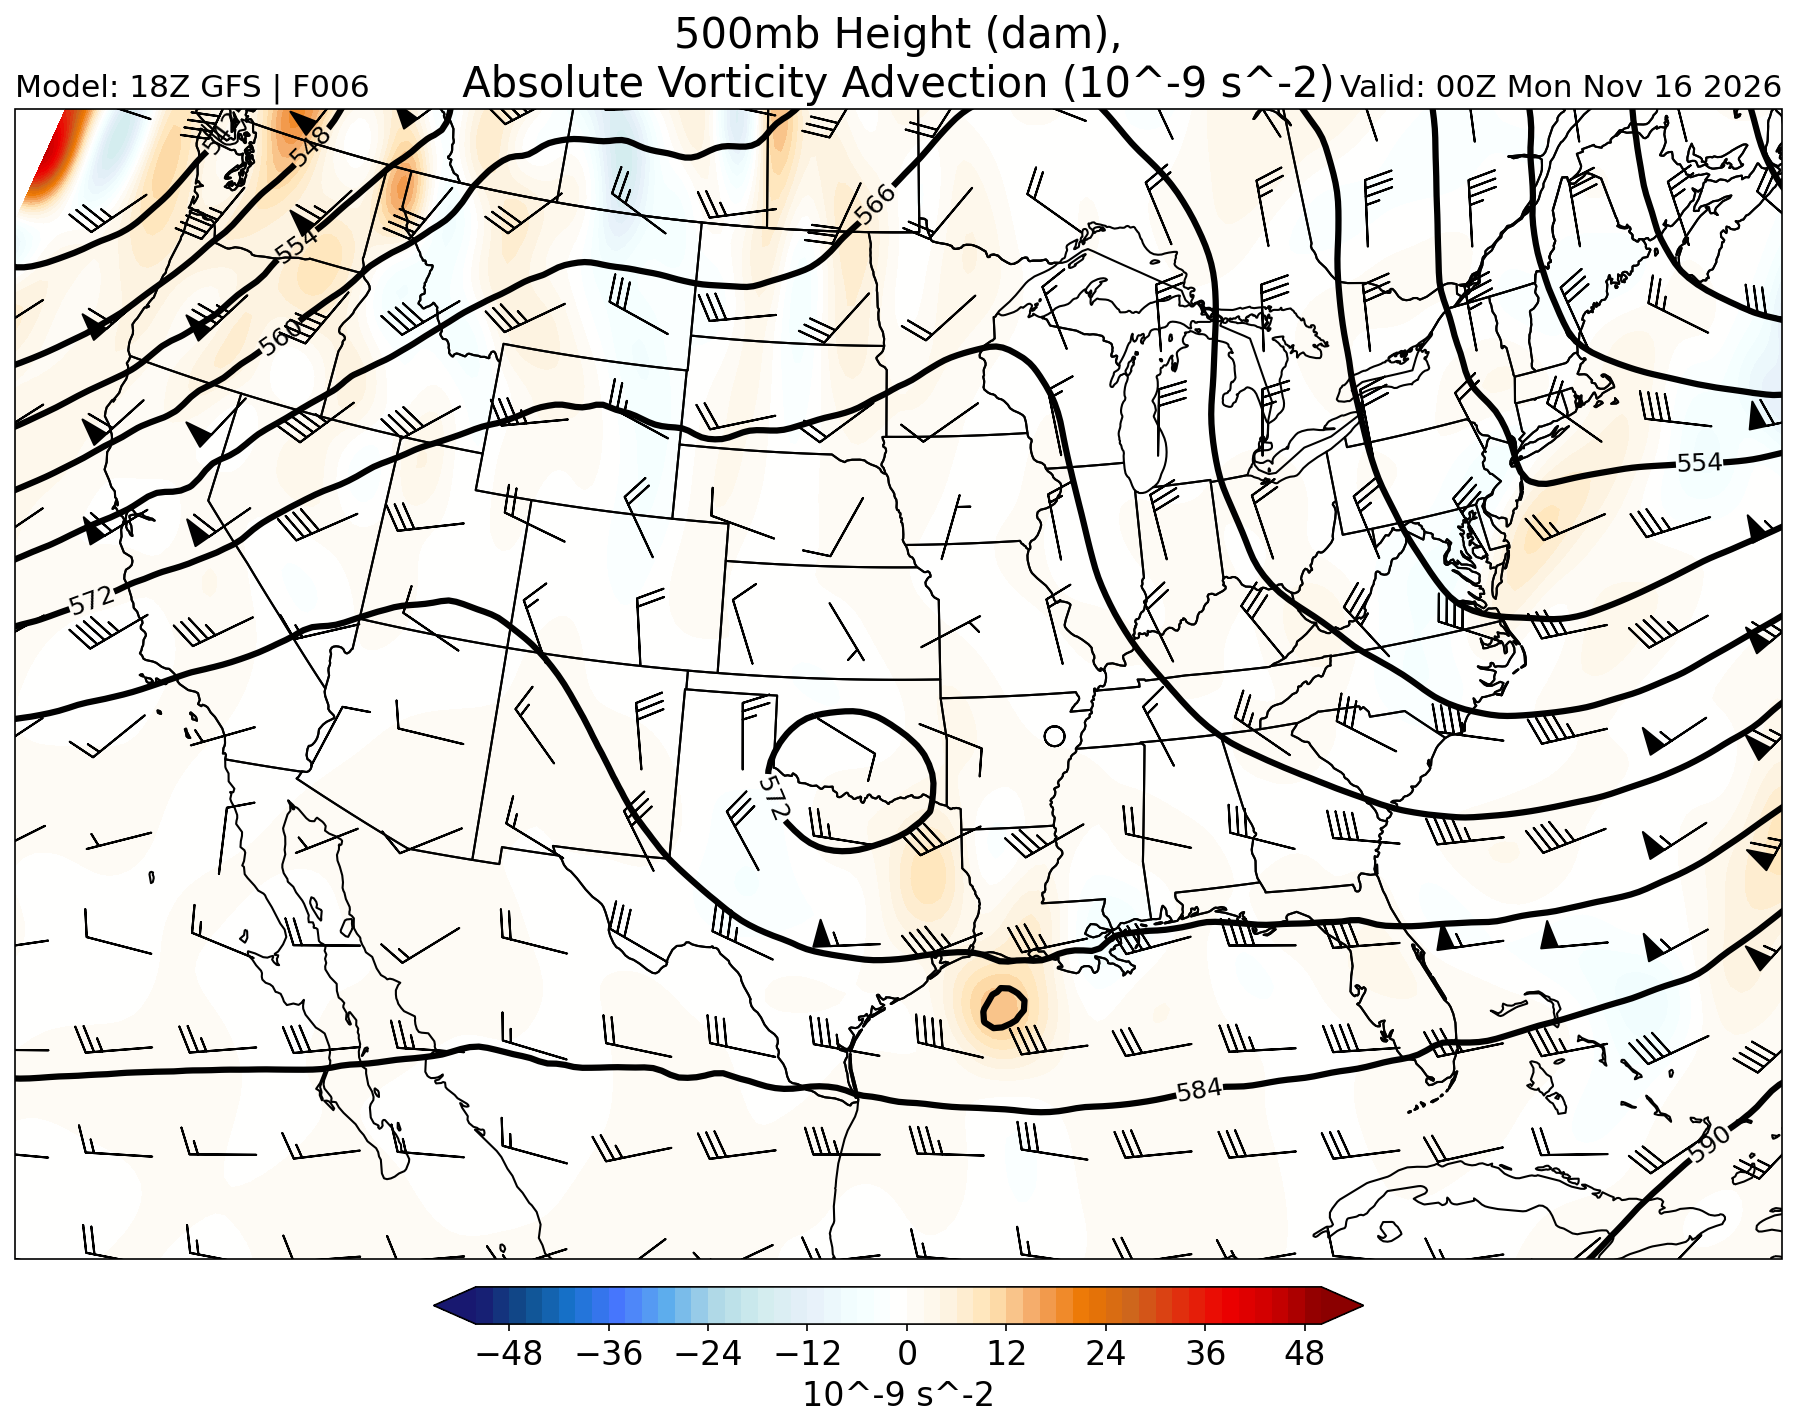 500mb Height (dam),
Model: 18Z GFS | F006
Absolute Vorticity Advection (10^-9 s^-2)
Valid: 00Z Mon Nov 16 2026
548
554
560
566
572
572
554
584
590
−48 −36 −24 −12 0 12 24 36 48
10^-9 s^-2